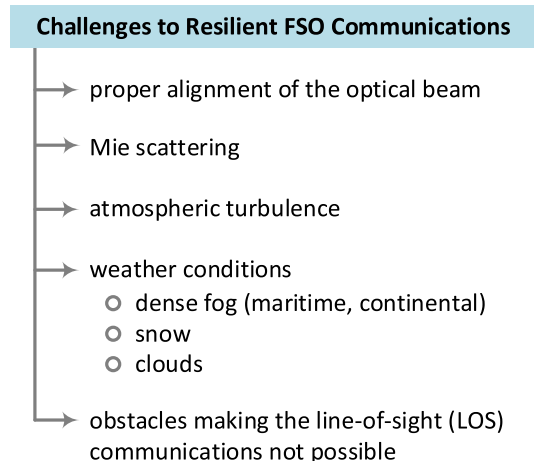 Challenges to Resilient FSO Communications
proper alignment of the optical beam
Mie scattering
atmospheric turbulence
weather conditions
dense fog (maritime, continental)
snow
clouds
obstacles making the line-of-sight (LOS)
communications not possible